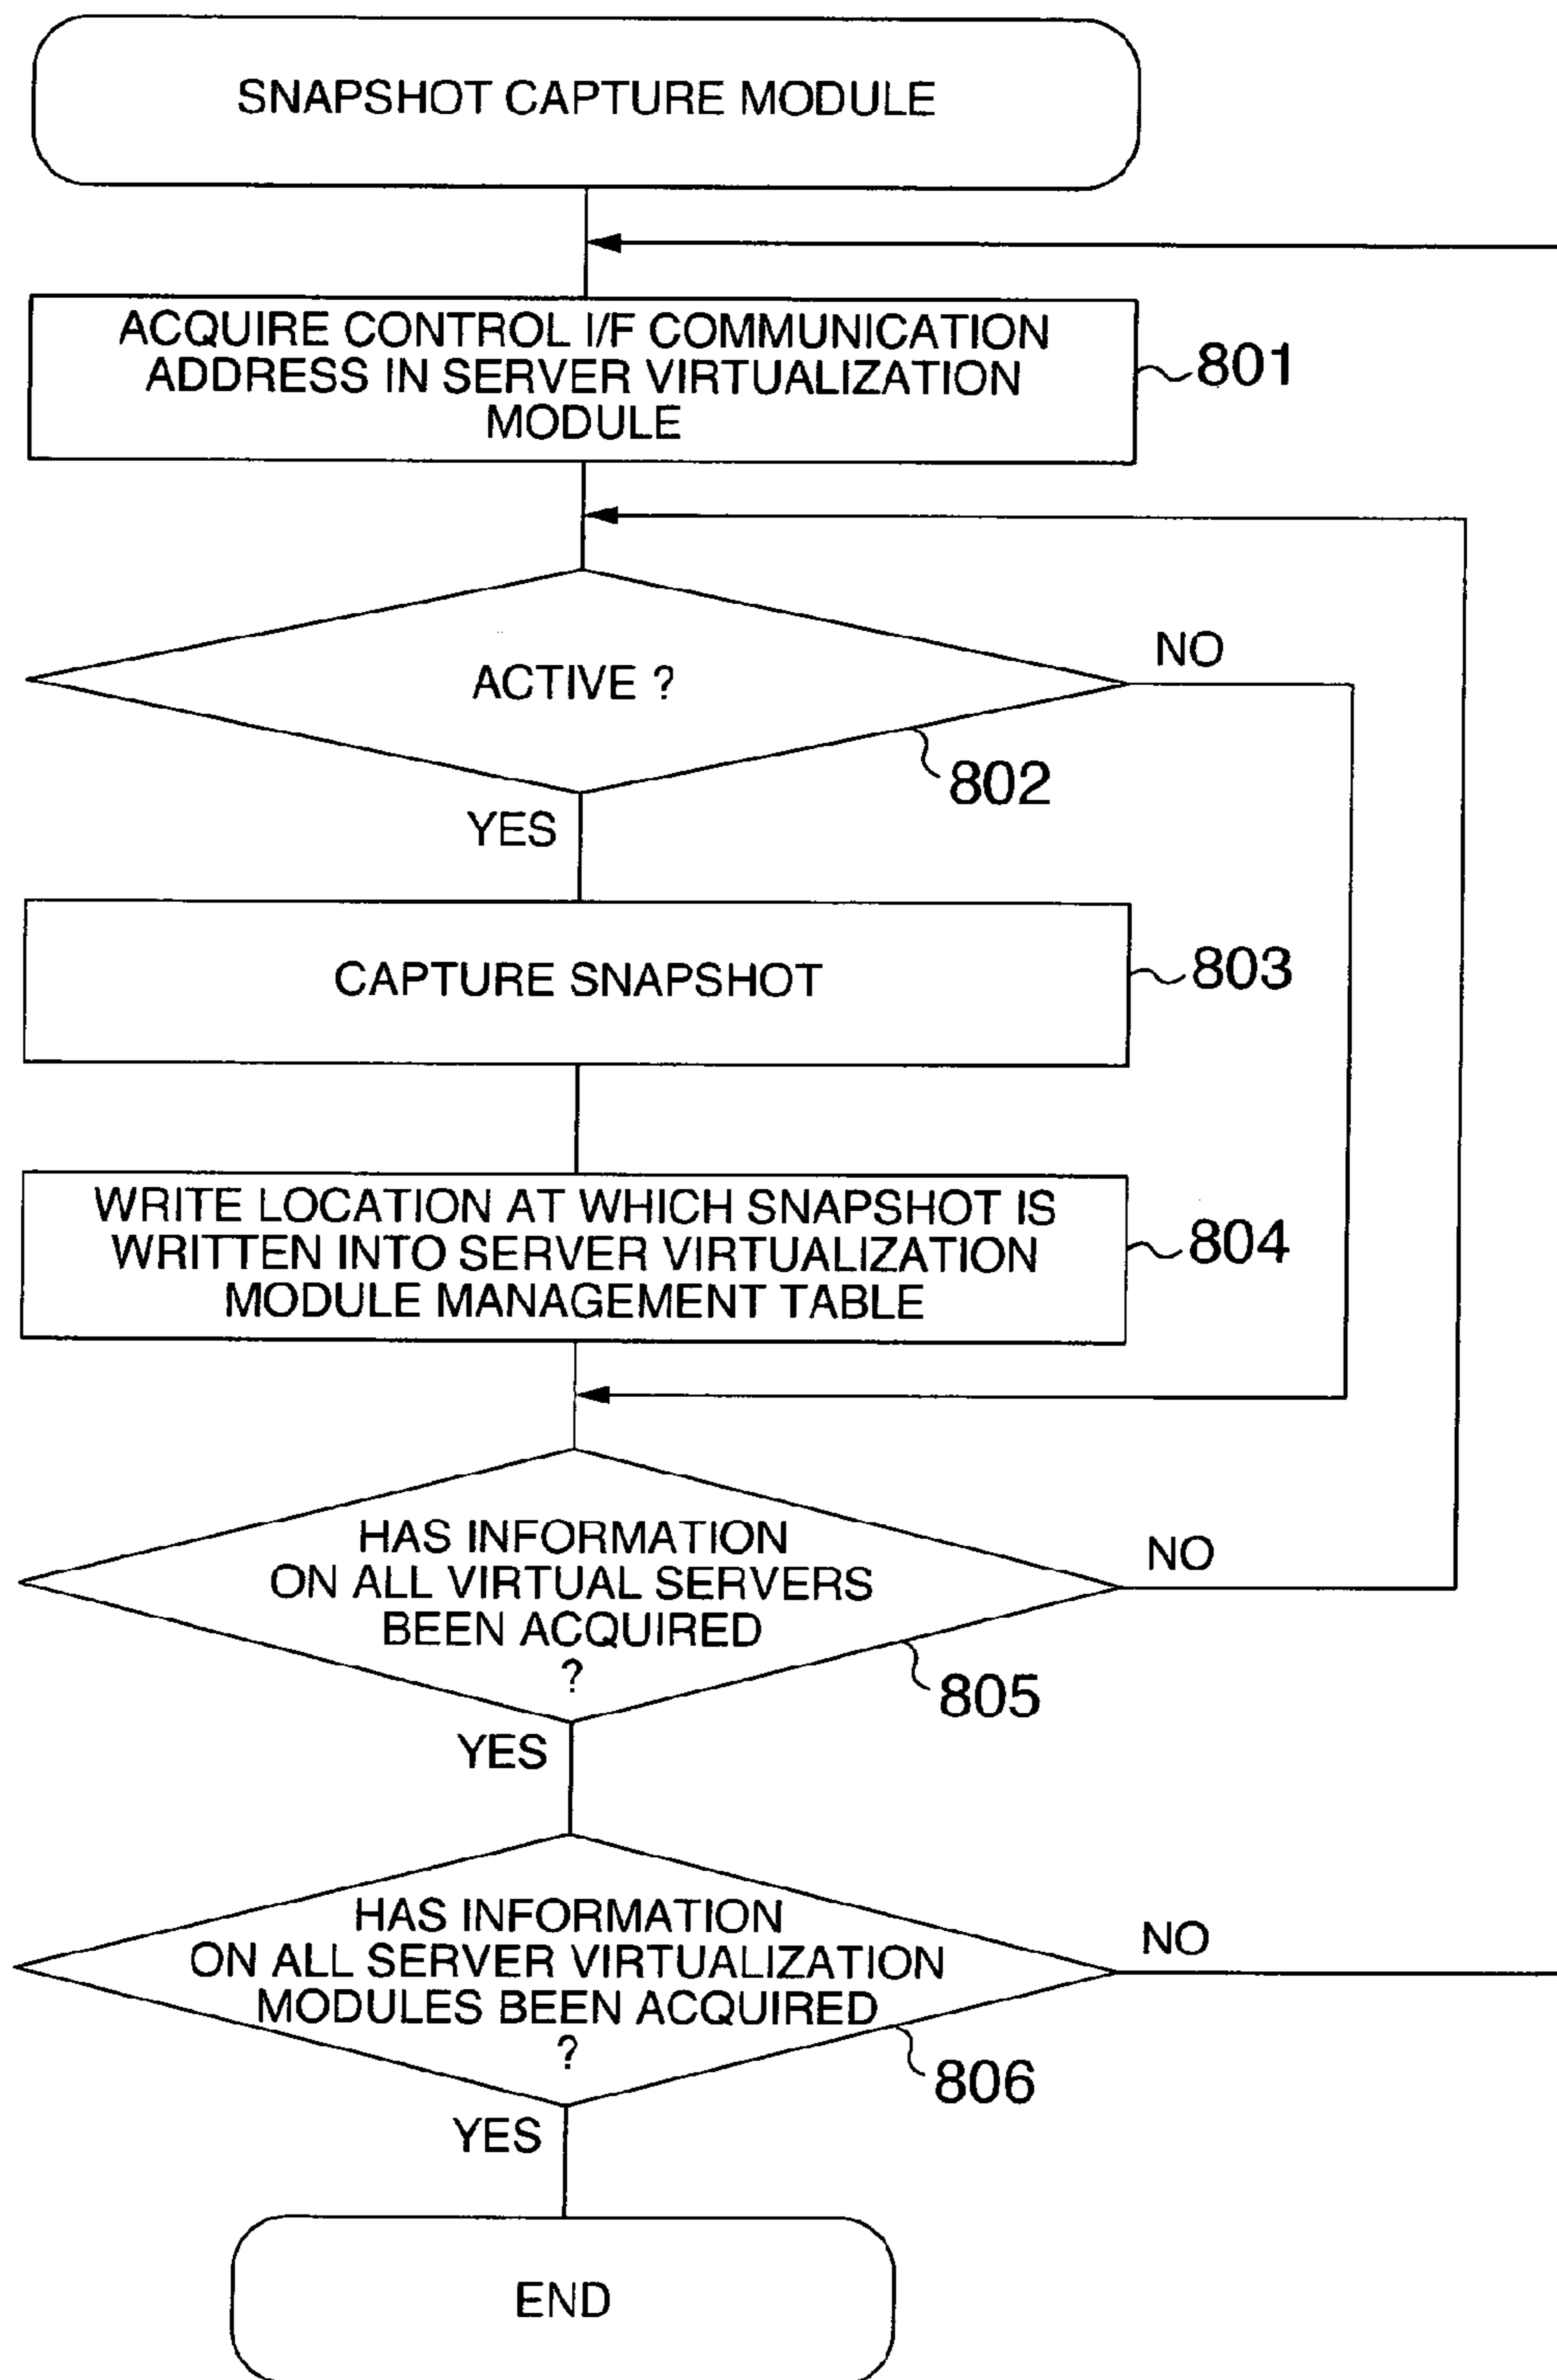 SNAPSHOT CAPTURE MODULE
ACQUIRE CONTROL I/F COMMUNICATION
ADDRESS IN SERVER VIRTUALIZATION
MODULE
801
ACTIVE ?
NO
802
YES
CAPTURE SNAPSHOT
803
WRITE LOCATION AT WHICH SNAPSHOT IS
WRITTEN INTO SERVER VIRTUALIZATION
MODULE MANAGEMENT TABLE
804
HAS INFORMATION
ON ALL VIRTUAL SERVERS
BEEN ACQUIRED
?
NO
805
YES
HAS INFORMATION
ON ALL SERVER VIRTUALIZATION
MODULES BEEN ACQUIRED
?
NO
806
YES
END